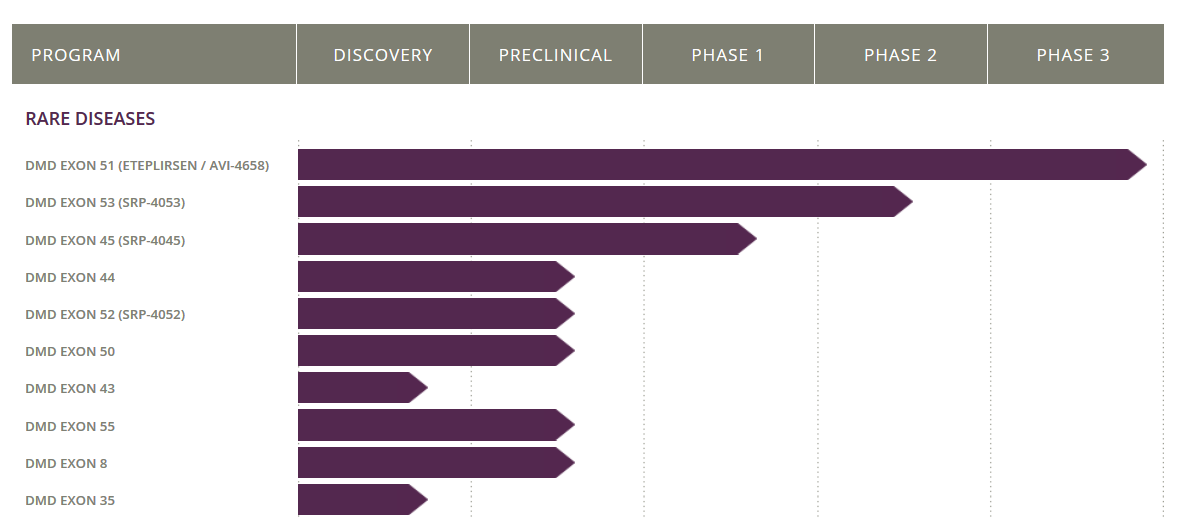 PROGRAM DISCOVERY PRECLINICAL PHASE 1 PHASE 2 PHASE 3
RARE DISEASES
DMD EXON 51 (ETEPLIRSEN / AVI-4658)
DMD EXON 53 (SRP-4053)
DMD EXON 45 (SRP-4045)
DMD EXON 44
DMD EXON 52 (SRP-4052)
DMD EXON 50
DMD EXON 43
DMD EXON 55
DMD EXON 8
DMD EXON 35